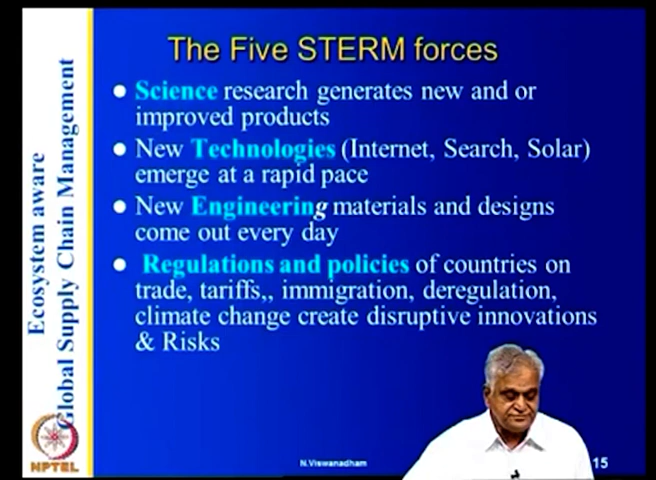 The Five STERM forces
Science research generates new and or
improved products
New Technologies (Internet, Search, Solar)
emerge at a rapid pace
New Engineering materials and designs
come out every day
Regulations and policies of countries on
trade, tariffs,, immigration, deregulation,
climate change create disruptive innovations
& Risks
Ecosystem aware
Global Supply Chain Management
NPTEL
N.Viswanadham
15